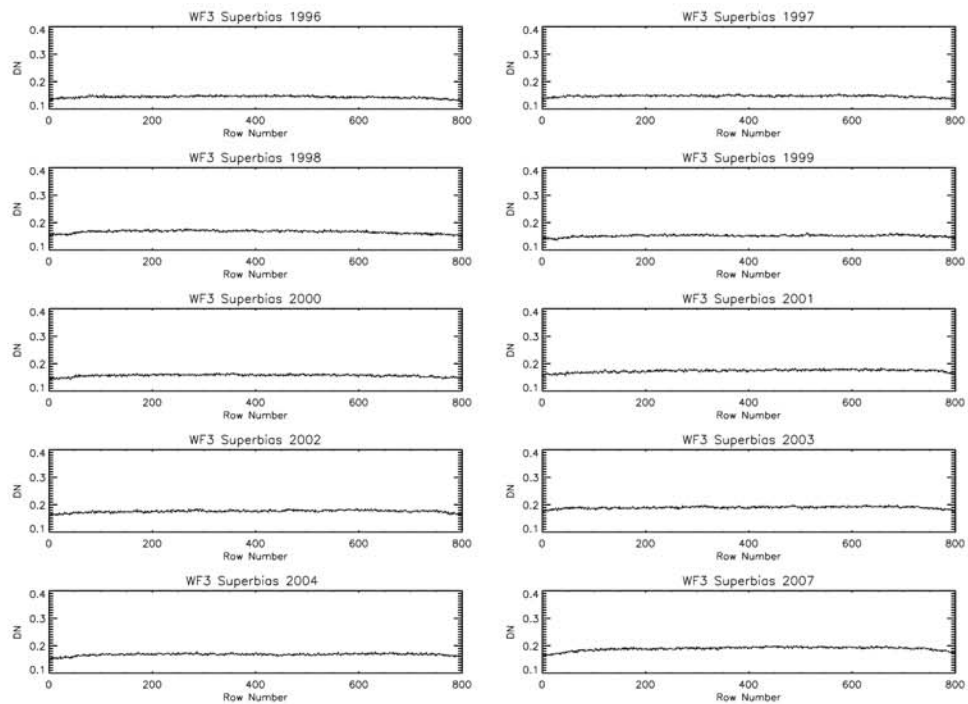 WF3 Superbias 1996
0.4
0.3
DN
0.2
0.1
0 200 400 600 800
Row Number
WF3 Superbias 1997
0.4
0.3
DN
0.2
0.1
0 200 400 600 800
Row Number
WF3 Superbias 1998
0.4
0.3
DN
0.2
0.1
0 200 400 600 800
Row Number
WF3 Superbias 1999
0.4
0.3
DN
0.2
0.1
0 200 400 600 800
Row Number
WF3 Superbias 2000
0.4
0.3
DN
0.2
0.1
0 200 400 600 800
Row Number
WF3 Superbias 2001
0.4
0.3
DN
0.2
0.1
0 200 400 600 800
Row Number
WF3 Superbias 2002
0.4
0.3
DN
0.2
0.1
0 200 400 600 800
Row Number
WF3 Superbias 2003
0.4
0.3
DN
0.2
0.1
0 200 400 600 800
Row Number
WF3 Superbias 2004
0.4
0.3
DN
0.2
0.1
0 200 400 600 800
Row Number
WF3 Superbias 2007
0.4
0.3
DN
0.2
0.1
0 200 400 600 800
Row Number